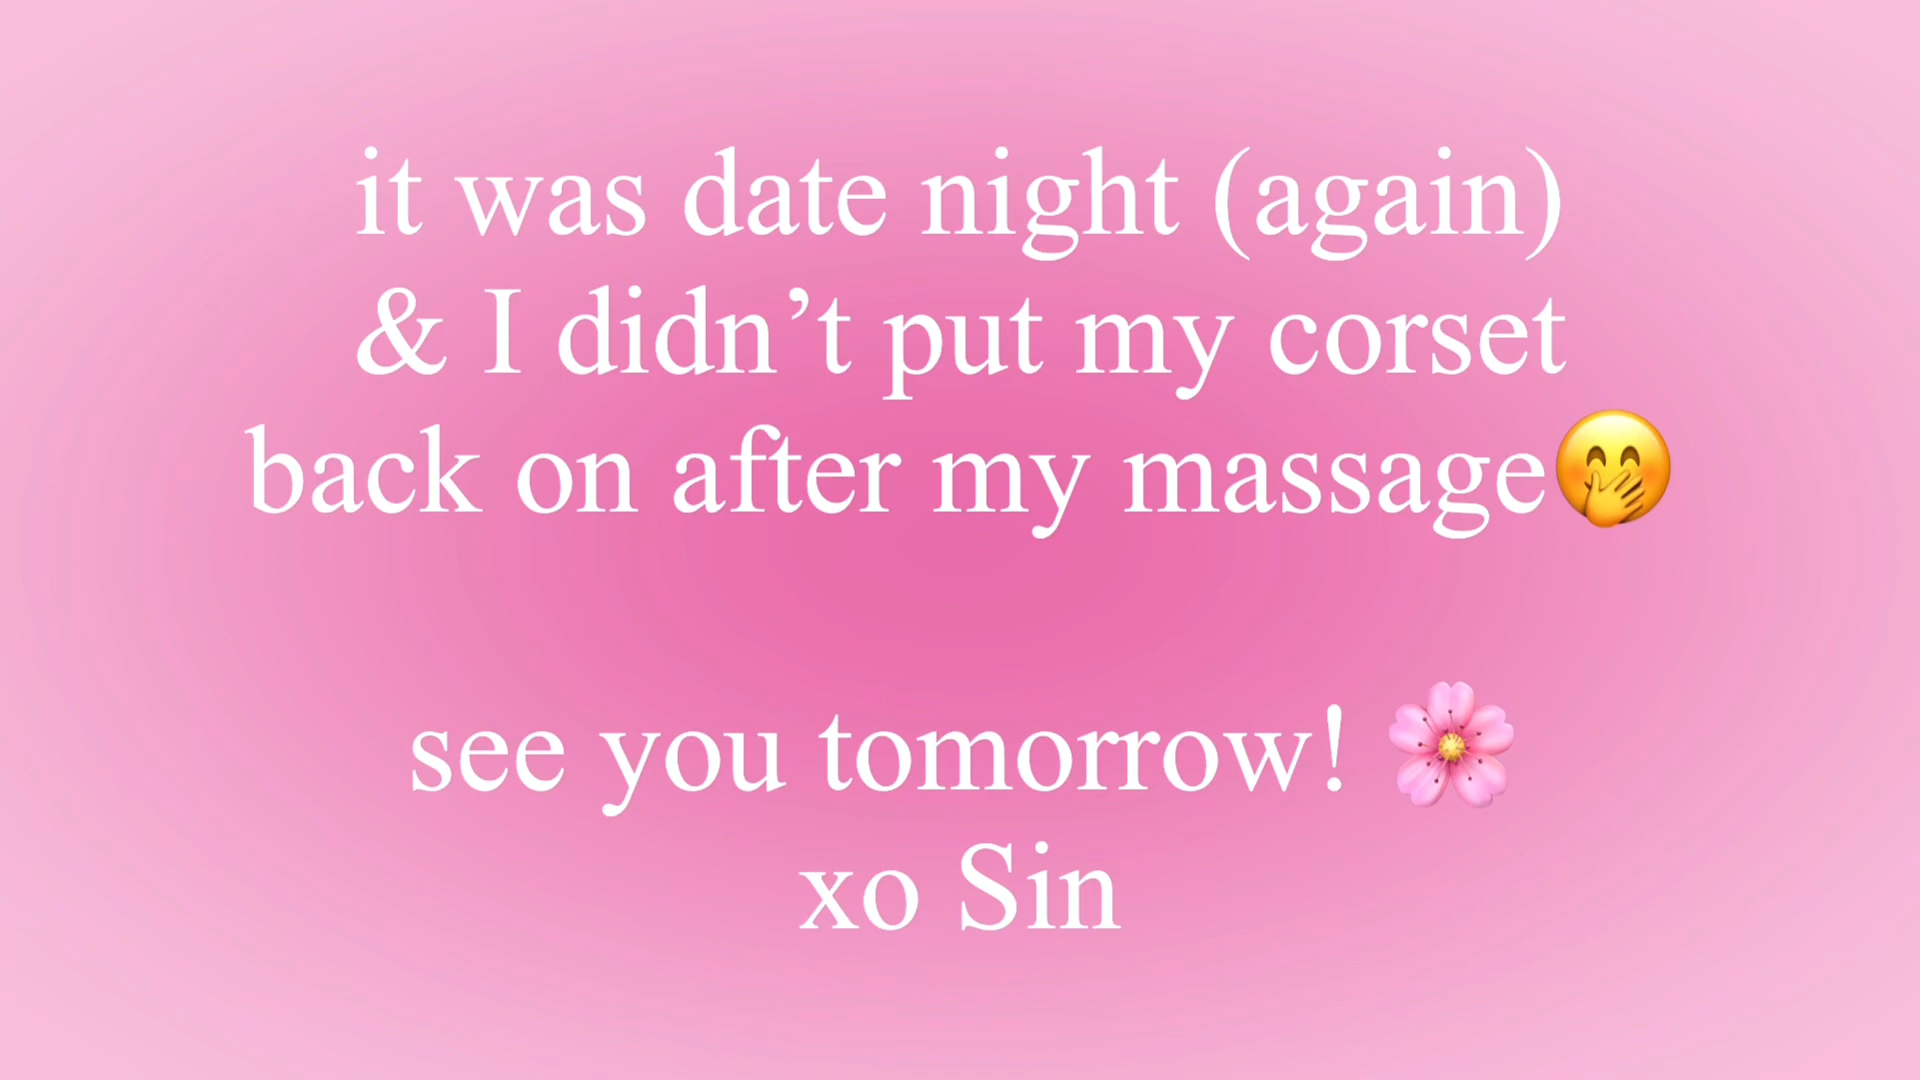 it was date night (again)
& I didn’t put my corset
back on after my massage🤭
see you tomorrow! 🌸
xo Sin